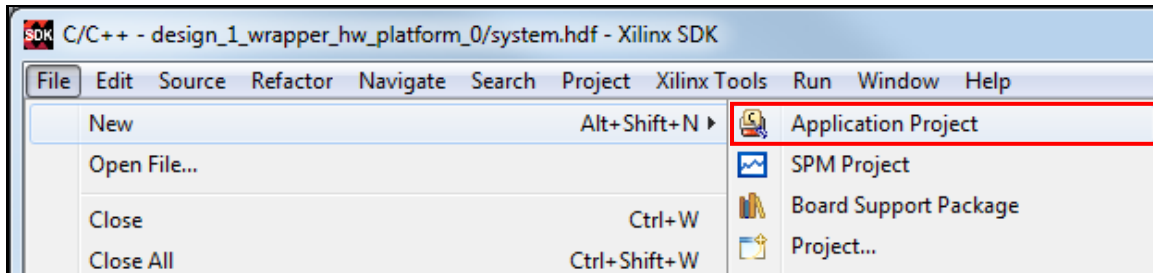 SDK C/C++ - design_1_wrapper_hw_platform_0/system.hdf - Xilinx SDK
File Edit Source Refactor Navigate Search Project Xilinx Tools Run Window Help
New Alt+Shift+N Application Project
Open File... SPM Project
Close Ctrl+W Board Support Package
Close All Ctrl+Shift+W Project...